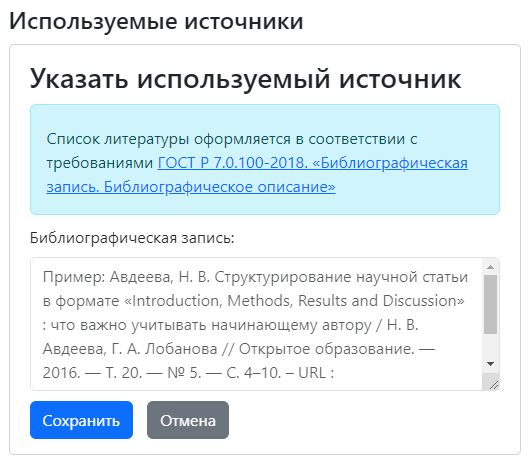 Используемые источники
Указать используемый источник
Список литературы оформляется в соответствии с
требованиями ГОСТ Р 7.0.100-2018. «Библиографическая
запись. Библиографическое описание»
Библиографическая запись:
Пример: Авдеева, Н. В. Структурирование научной статьи
в формате «Introduction, Methods, Results and Discussion»
: что важно учитывать начинающему автору / Н. В.
Авдеева, Г. А. Лобанова // Открытое образование. —
2016. — Т. 20. — № 5. — С. 4–10. – URL :
Сохранить Отмена